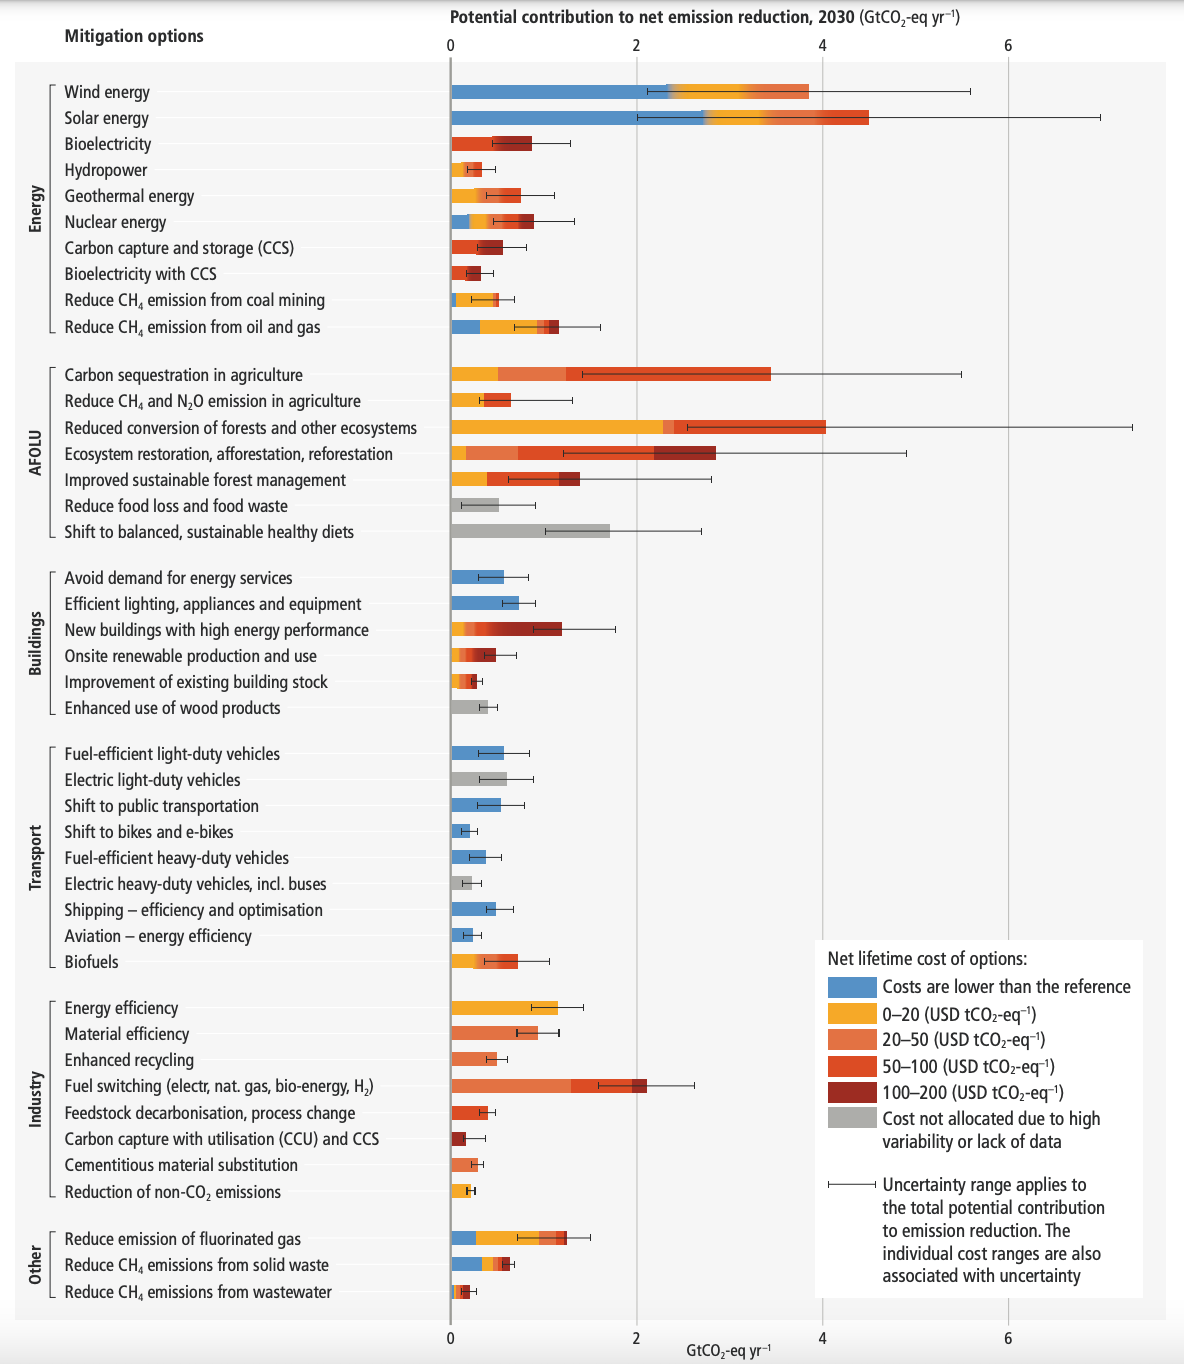 Potential contribution to net emission reduction, 2030 (GtCO₂-eq yr⁻¹)
Mitigation options
0 2 4 6
Energy
Wind energy
Solar energy
Bioelectricity
Hydropower
Geothermal energy
Nuclear energy
Carbon capture and storage (CCS)
Bioelectricity with CCS
Reduce CH₄ emission from coal mining
Reduce CH₄ emission from oil and gas
AFOLU
Carbon sequestration in agriculture
Reduce CH₄ and N₂O emission in agriculture
Reduced conversion of forests and other ecosystems
Ecosystem restoration, afforestation, reforestation
Improved sustainable forest management
Reduce food loss and food waste
Shift to balanced, sustainable healthy diets
Buildings
Avoid demand for energy services
Efficient lighting, appliances and equipment
New buildings with high energy performance
Onsite renewable production and use
Improvement of existing building stock
Enhanced use of wood products
Transport
Fuel-efficient light-duty vehicles
Electric light-duty vehicles
Shift to public transportation
Shift to bikes and e-bikes
Fuel-efficient heavy-duty vehicles
Electric heavy-duty vehicles, incl. buses
Shipping – efficiency and optimisation
Aviation – energy efficiency
Biofuels
Industry
Energy efficiency
Material efficiency
Enhanced recycling
Fuel switching (electr, nat. gas, bio-energy, H₂)
Feedstock decarbonisation, process change
Carbon capture with utilisation (CCU) and CCS
Cementitious material substitution
Reduction of non-CO₂ emissions
Other
Reduce emission of fluorinated gas
Reduce CH₄ emissions from solid waste
Reduce CH₄ emissions from wastewater
Net lifetime cost of options:
Costs are lower than the reference
0–20 (USD tCO₂-eq⁻¹)
20–50 (USD tCO₂-eq⁻¹)
50–100 (USD tCO₂-eq⁻¹)
100–200 (USD tCO₂-eq⁻¹)
Cost not allocated due to high
variability or lack of data
Uncertainty range applies to
the total potential contribution
to emission reduction. The
individual cost ranges are also
associated with uncertainty
0 2 4 6
GtCO₂-eq yr⁻¹